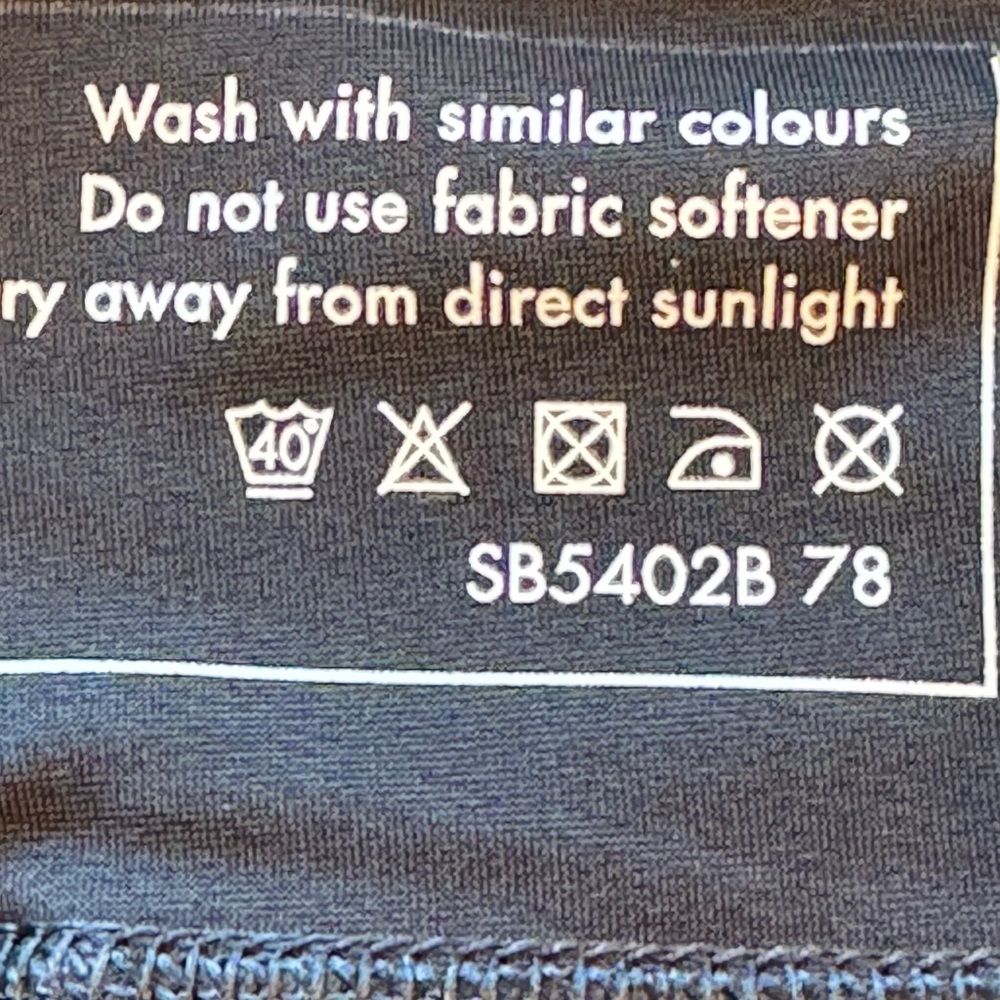 Wash with similar colours
Do not use fabric softener
ry away from direct sunlight
40°
SB5402B 78